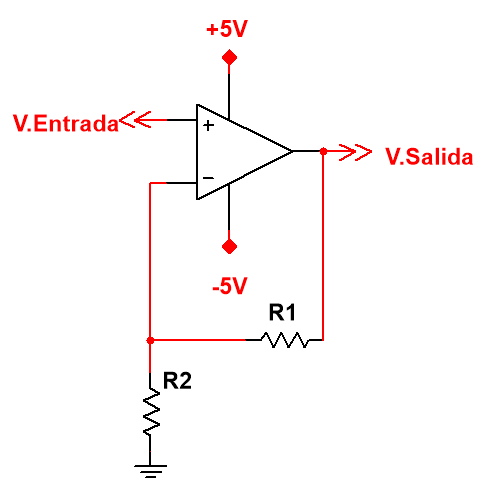 +5V
V.Entrada
+
V.Salida
−
-5V
R1
R2